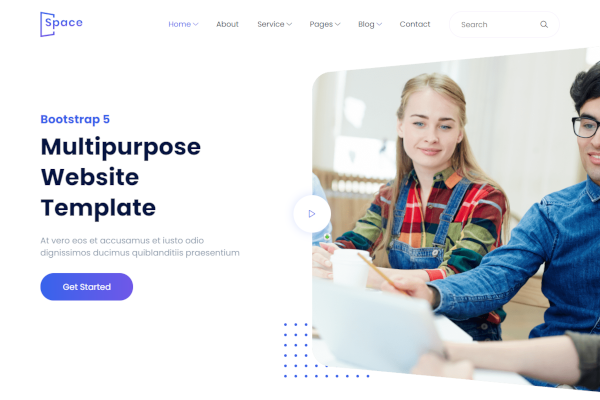 Space
Home About Service Pages Blog Contact Search
Bootstrap 5
Multipurpose
Website
Template
At vero eos et accusamus et iusto odio
dignissimos ducimus quiblanditiis praesentium
Get Started